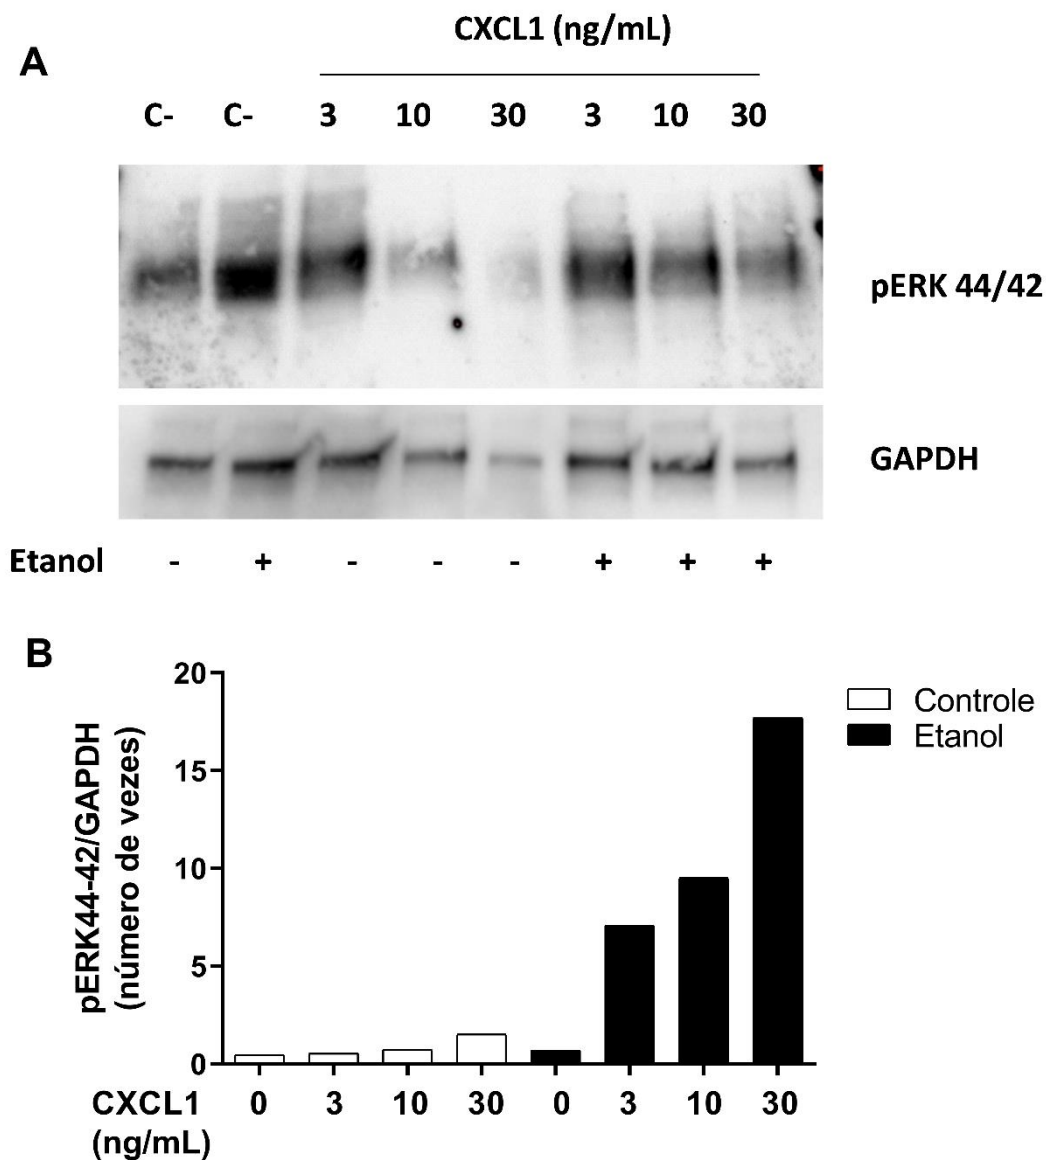 A
CXCL1 (ng/mL)
C- C- 3 10 30 3 10 30
pERK 44/42
GAPDH
Etanol - + - - - + + +
B
pERK44-42/GAPDH
(número de vezes)
20
15
10
5
0
Controle
Etanol
CXCL1 0 3 10 30 0 3 10 30
(ng/mL)